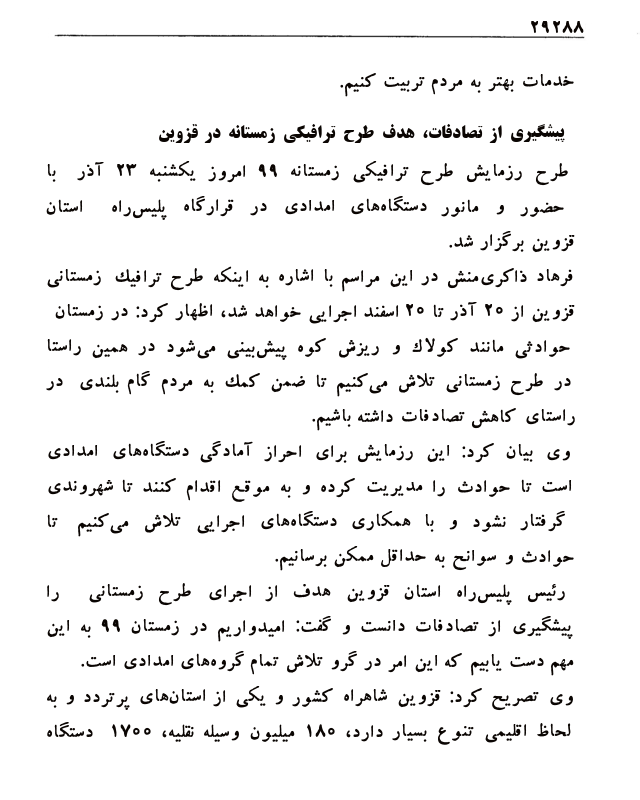 ۲۹۲۸۸
خدمات بهتر به مردم تربیت کنیم.
پیشگیری از تصادفات، هدف طرح ترافیکی زمستانه در قزوین
طرح رزمایش طرح ترافیکی زمستانه ۹۹ امروز یکشنبه ۲۳ آذر با
حضور و مانور دستگاه‌های امدادی در قرارگاه پلیس‌راه استان
قزوین برگزار شد.
فرهاد ذاکری‌منش در این مراسم با اشاره به اینکه طرح ترافیك زمستانی
قزوین از ۲۰ آذر تا ۲۰ اسفند اجرایی خواهد شد، اظهار کرد: در زمستان
حوادثی مانند کولاك و ریزش کوه پیش‌بینی می‌شود در همین راستا
در طرح زمستانی تلاش می‌کنیم تا ضمن کمك به مردم گام بلندی در
راستای کاهش تصادفات داشته باشیم.
وی بیان کرد: این رزمایش برای احراز آمادگی دستگاه‌های امدادی
است تا حوادث را مدیریت کرده و به موقع اقدام کنند تا شهروندی
گرفتار نشود و با همکاری دستگاه‌های اجرایی تلاش می‌کنیم تا
حوادث و سوانح به حداقل ممکن برسانیم.
رئیس پلیس‌راه استان قزوین هدف از اجرای طرح زمستانی را
پیشگیری از تصادفات دانست و گفت: امیدواریم در زمستان ۹۹ به این
مهم دست یابیم که این امر در گرو تلاش تمام گروه‌های امدادی است.
وی تصریح کرد: قزوین شاهراه کشور و یکی از استان‌های پرتردد و به
لحاظ اقلیمی تنوع بسیار دارد، ۱۸۰ میلیون وسیله نقلیه، ۱۷۰۰ دستگاه